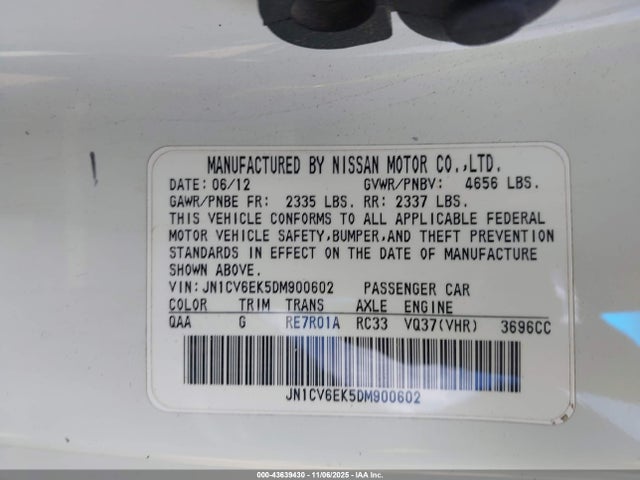 MANUFACTURED BY NISSAN MOTOR CO.,LTD.
DATE: 06/12 GVWR/PNBV: 4656 LBS.
GAWR/PNBE FR: 2335 LBS. RR: 2337 LBS.
THIS VEHICLE CONFORMS TO ALL APPLICABLE FEDERAL
MOTOR VEHICLE SAFETY,BUMPER,AND THEFT PREVENTION
STANDARDS IN EFFECT ON THE DATE OF MANUFACTURE
SHOWN ABOVE.
VIN:JN1CV6EK5DM900602 PASSENGER CAR
COLOR TRIM TRANS AXLE ENGINE
QAA G RE7R01A RC33 VQ37(VHR) 3696CC
JN1CV6EK5DM900602
000-43639430 - 11/06/2025 - IAA Inc.